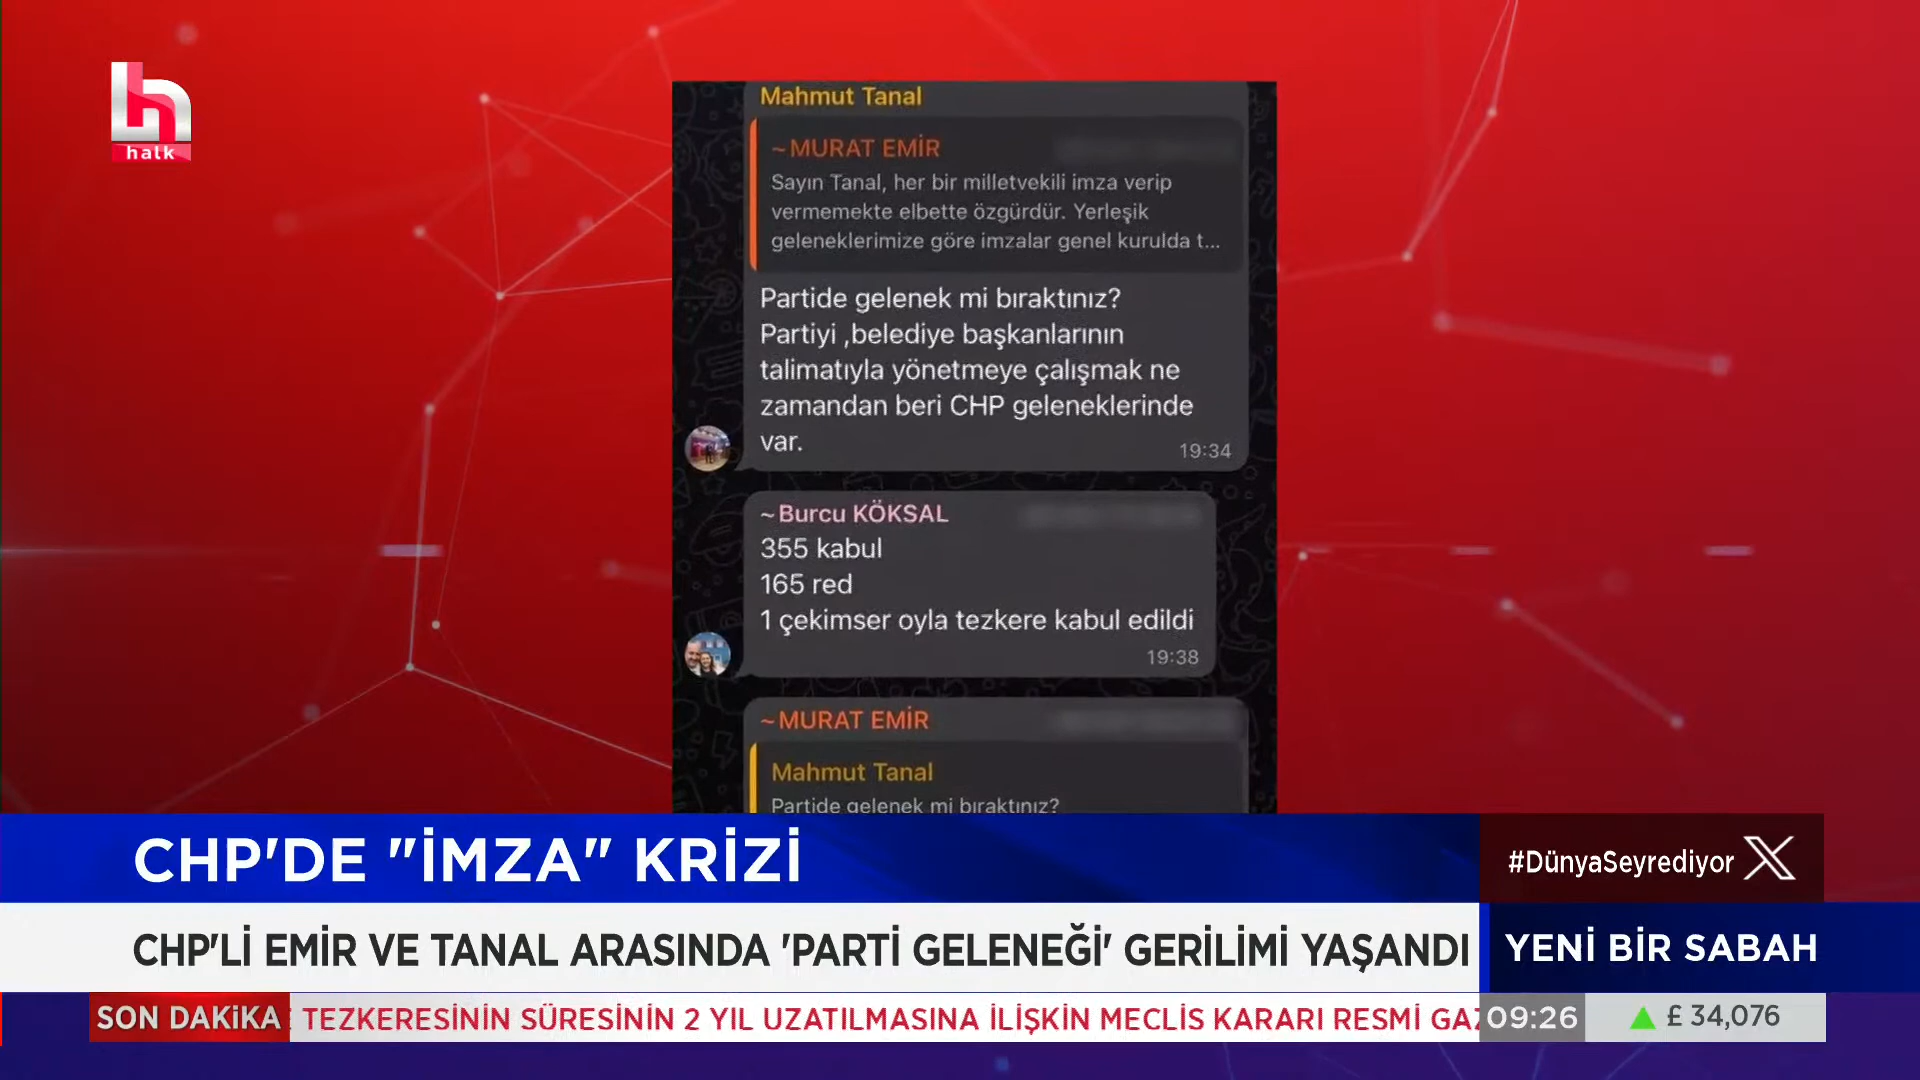 halk
Mahmut Tanal
~MURAT EMİR
Sayın Tanal, her bir milletvekili imza verip
vermemekte elbette özgürdür. Yerleşik
geleneklerimize göre imzalar genel kurulda t...
Partide gelenek mi bıraktınız?
Partiyi ,belediye başkanlarının
talimatıyla yönetmeye çalışmak ne
zamandan beri CHP geleneklerinde
var.
19:34
~Burcu KÖKSAL
355 kabul
165 red
1 çekimser oyla tezkere kabul edildi
19:38
~MURAT EMİR
Mahmut Tanal
Partide gelenek mi bıraktınız?
CHP'DE "İMZA" KRİZİ
#DünyaSeyrediyor X
CHP'Lİ EMİR VE TANAL ARASINDA 'PARTİ GELENEĞİ' GERİLİMİ YAŞANDI
YENİ BİR SABAH
SON DAKİKA
TEZKERESİNİN SÜRESİNİN 2 YIL UZATILMASINA İLİŞKİN MECLİS KARARI RESMİ GAZ
09:26
£ 34,076